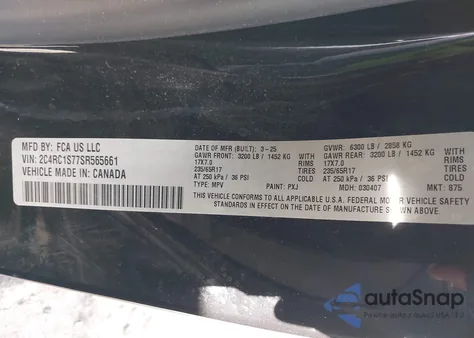 MFD BY: FCA US LLC
VIN: 2C4RC1S77SR565661
VEHICLE MADE IN: CANADA
DATE OF MFR (BUILT): 3-25 GVWR: 6300 LB / 2858 KG
GAWR FRONT: 3200 LB / 1452 KG WITH GAWR REAR: 3200 LB / 1452 KG WITH
17X7.0 RIMS 17X7.0 RIMS
235/65R17 TIRES 235/65R17 TIRES
AT 250 kPa / 36 PSI COLD AT 250 kPa / 36 PSI COLD
TYPE: MPV PAINT: PXJ MDH: 030407 MKT: 875
THIS VEHICLE CONFORMS TO ALL APPLICABLE U.S.A. FEDERAL MOTOR VEHICLE SAFETY
STANDARDS IN EFFECT ON THE DATE OF MANUFACTURE SHOWN ABOVE.
autoSnap